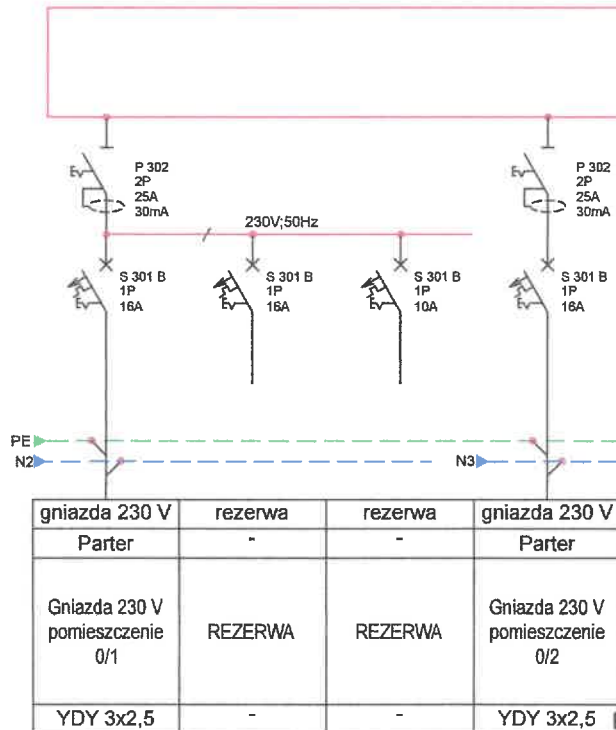 P 302
2P
25A
30mA
P 302
2P
25A
30mA
230V;50Hz
S 301 B
1P
16A
S 301 B
1P
16A
S 301 B
1P
10A
S 301 B
1P
16A
PE
N2
N3
gniazda 230 V rezerwa rezerwa gniazda 230 V
Parter - - Parter
Gniazda 230 V
pomieszczenie
0/1
REZERWA
REZERWA
Gniazda 230 V
pomieszczenie
0/2
YDY 3x2,5 - - YDY 3x2,5